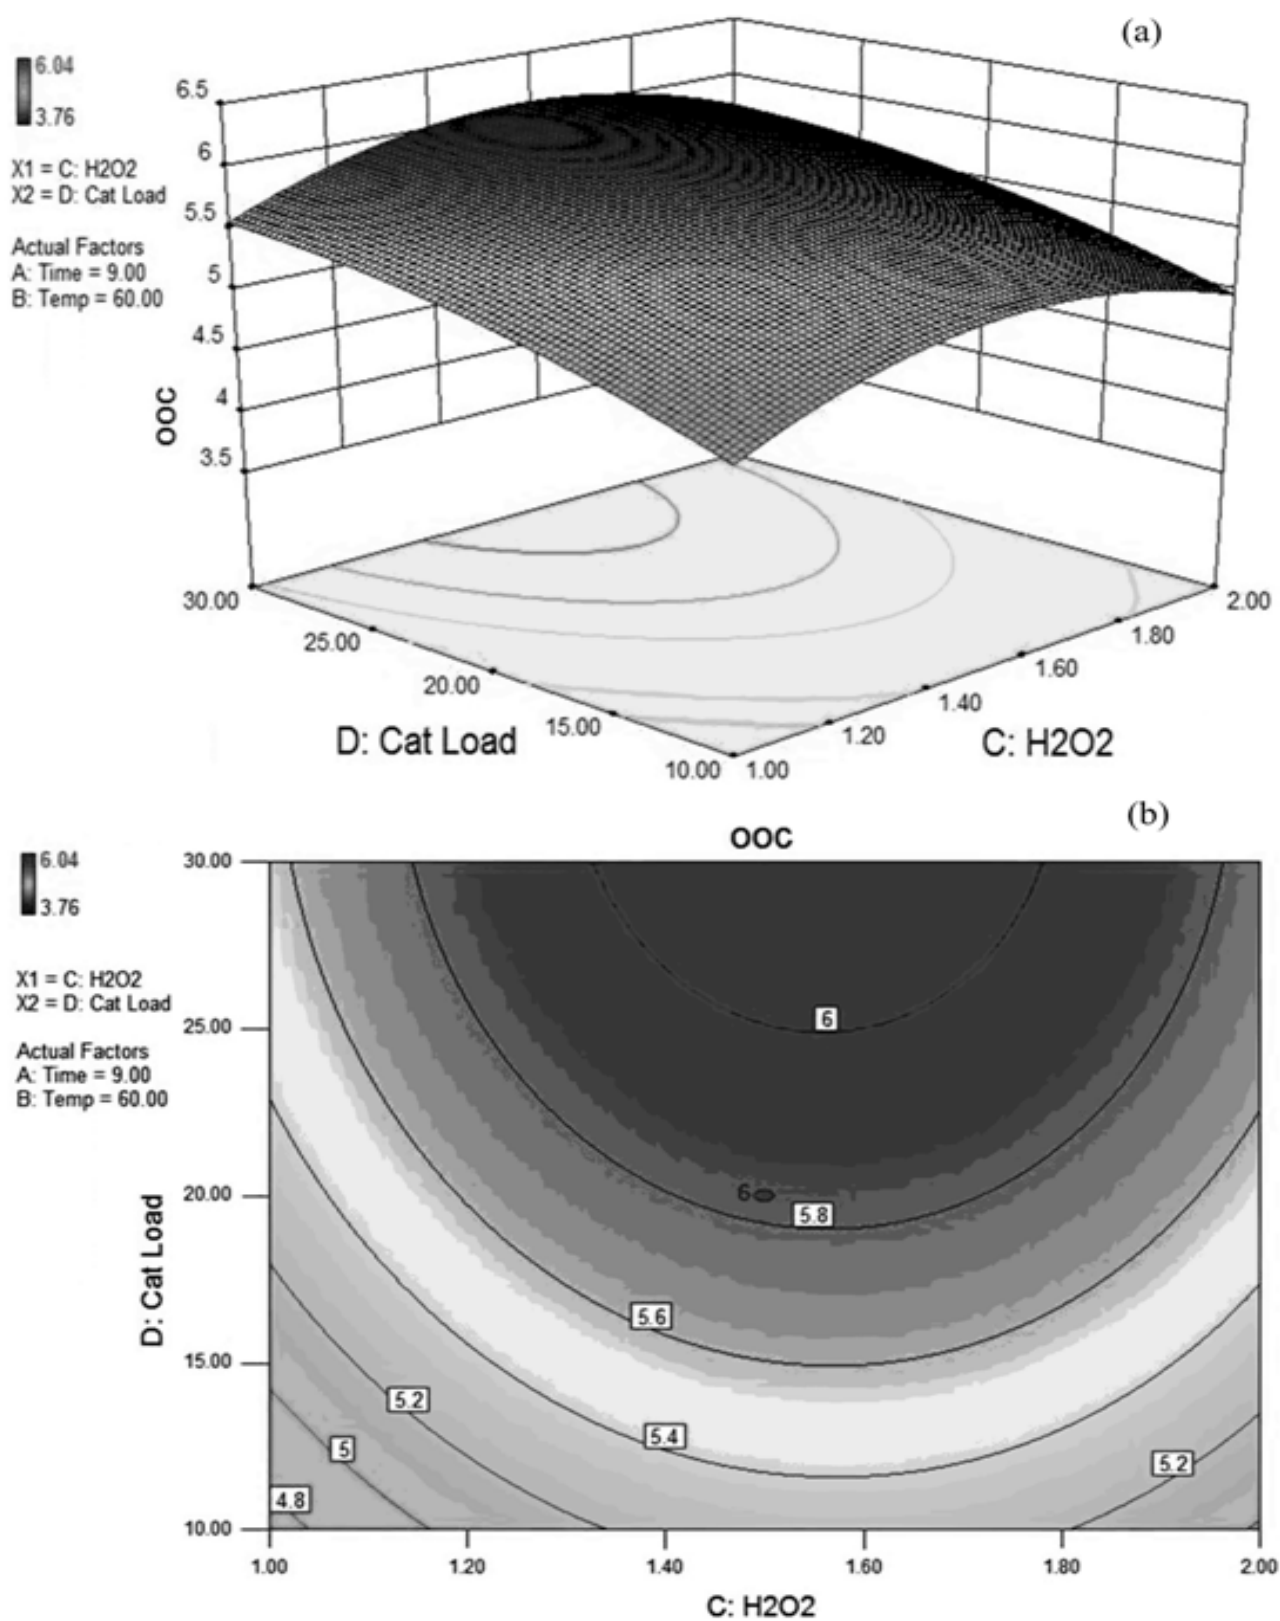 (a)
6.04
3.76
X1 = C: H2O2
X2 = D: Cat Load
Actual Factors
A: Time = 9.00
B: Temp = 60.00
6.5
6
5.5
5
4.5
4
3.5
OOC
30.00
25.00
20.00
15.00
10.00
D: Cat Load
1.00
1.20
1.40
1.60
1.80
2.00
C: H2O2
(b)
OOC
6.04
3.76
X1 = C: H2O2
X2 = D: Cat Load
Actual Factors
A: Time = 9.00
B: Temp = 60.00
30.00
25.00
20.00
15.00
10.00
D: Cat Load
6
6
5.8
5.6
5.4
5.2
5.2
5
4.8
1.00
1.20
1.40
1.60
1.80
2.00
C: H2O2